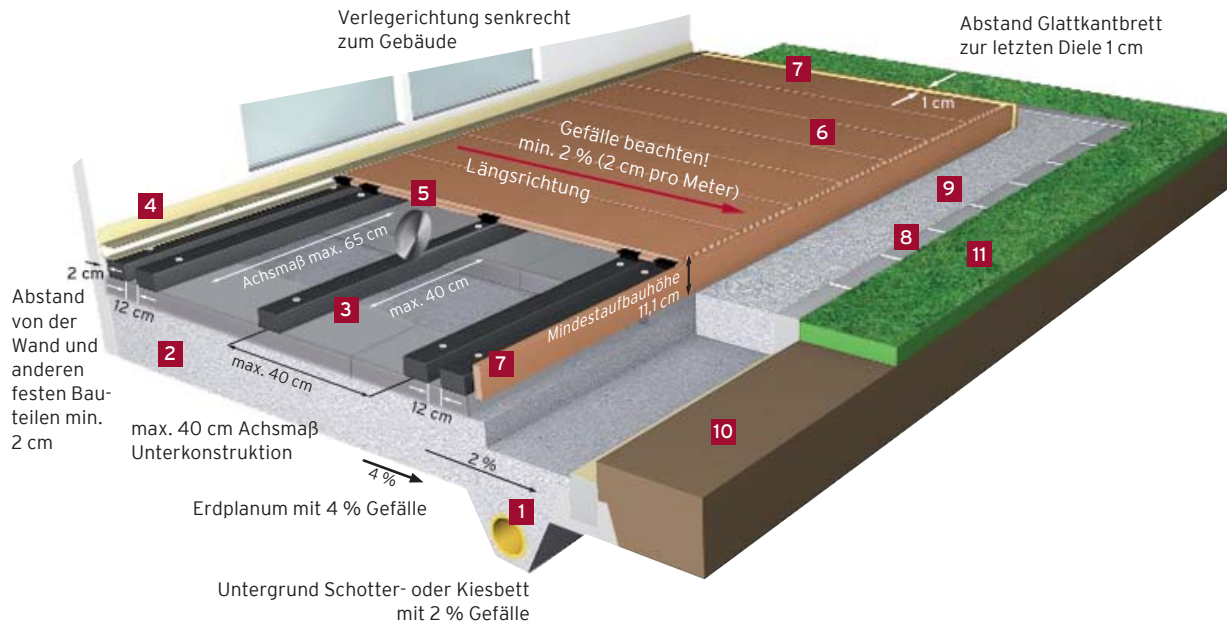 Verlegerichtung senkrecht
zum Gebäude
Abstand Glattkantbrett
zur letzten Diele 1 cm
7
1 cm
6
Gefälle beachten!
min. 2 % (2 cm pro Meter)
Längsrichtung
9
5
4
8
11
Achsmaß max. 65 cm
2 cm
12 cm
3
max. 40 cm
Mindestaufbauhöhe
11,1 cm
Abstand
von der
Wand und
anderen
festen Bau-
teilen min.
2 cm
2
max. 40 cm
7
12 cm
10
max. 40 cm Achsmaß
Unterkonstruktion
4 %
2 %
Erdplanum mit 4 % Gefälle
1
Untergrund Schotter- oder Kiesbett
mit 2 % Gefälle